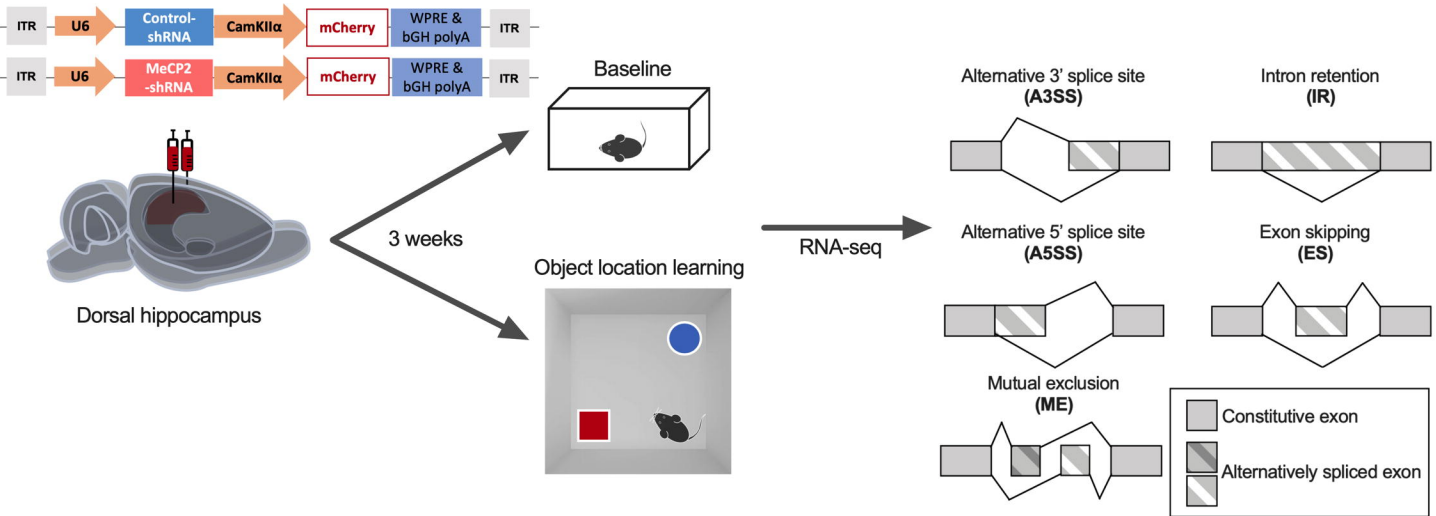 ITR
U6
Control-
shRNA
CamKIIα
mCherry
WPRE &
bGH polyA
ITR
ITR
U6
MeCP2
-shRNA
CamKIIα
mCherry
WPRE &
bGH polyA
ITR
Dorsal hippocampus
3 weeks
Baseline
Object location learning
RNA-seq
Alternative 3’ splice site
(A3SS)
Intron retention
(IR)
Alternative 5’ splice site
(A5SS)
Exon skipping
(ES)
Mutual exclusion
(ME)
Constitutive exon
Alternatively spliced exon